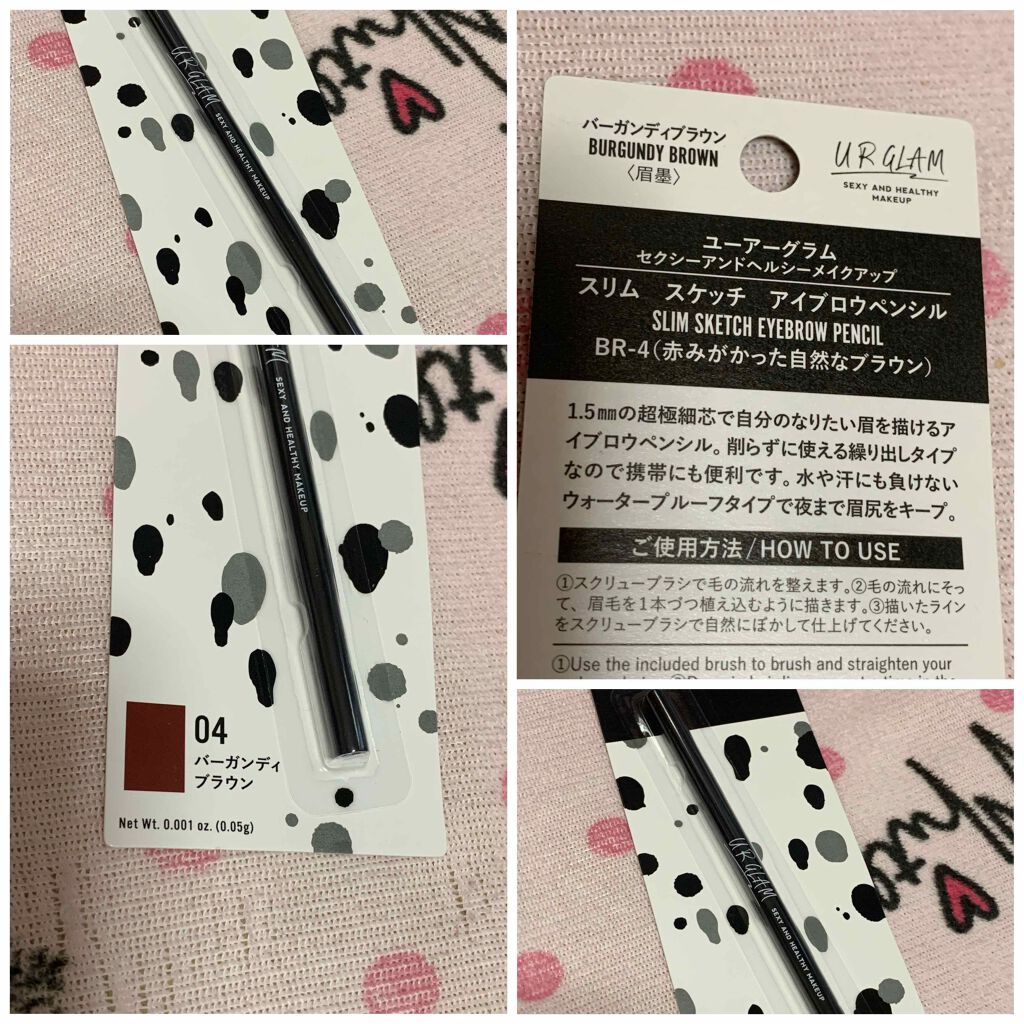 UR GLAM
SEXY AND HEALTHY MAKEUP
バーガンディブラウン
BURGUNDY BROWN
〈眉墨〉
UR GLAM
SEXY AND HEALTHY
MAKEUP
ユーアーグラム
セクシーアンドヘルシーメイクアップ
スリム スケッチ アイブロウペンシル
SLIM SKETCH EYEBROW PENCIL
BR-4(赤みがかった自然なブラウン)
1.5㎜の超極細芯で自分のなりたい眉を描けるア
イブロウペンシル。削らずに使える繰り出しタイプ
なので携帯にも便利です。水や汗にも負けない
ウォータープルーフタイプで夜まで眉尻をキープ。
ご使用方法/HOW TO USE
①スクリューブラシで毛の流れを整えます。②毛の流れにそっ
て、眉毛を1本づつ植え込むように描きます。③描いたライン
をスクリューブラシで自然にぼかして仕上げてください。
①Use the included brush to brush and straighten your
SEXY AND HEALTHY MAKEUP
04
バーガンディ
ブラウン
Net Wt. 0.001 oz. (0.05g)
UR GLAM
SEXY AND HEALTHY MAKEUP